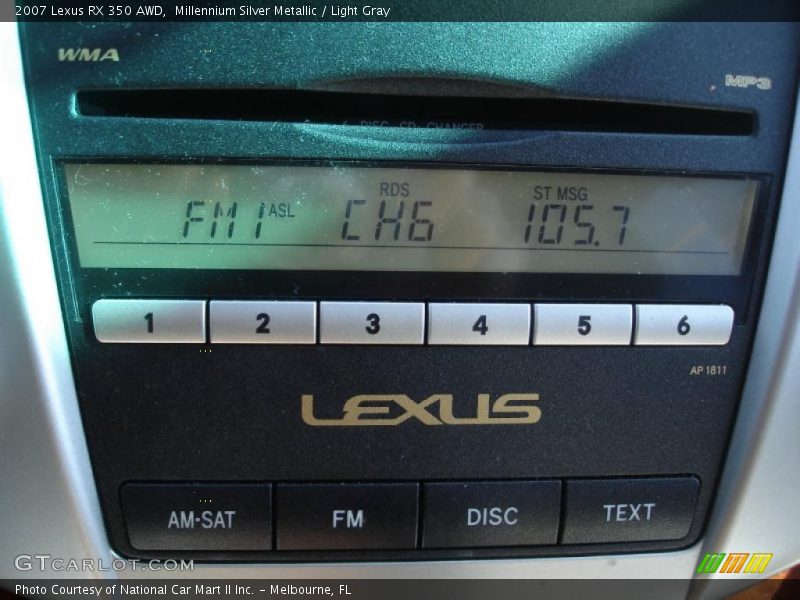 2007 Lexus RX 350 AWD, Millennium Silver Metallic / Light Gray
WMA
MP3
6 DISC CD CHANGER
RDS ST MSG
FM1 ASL CH6 105.7
1 2 3 4 5 6
AP1811
LEXUS
AM·SAT FM DISC TEXT
GTCARLOT.COM
Photo Courtesy of National Car Mart II Inc. - Melbourne, FL